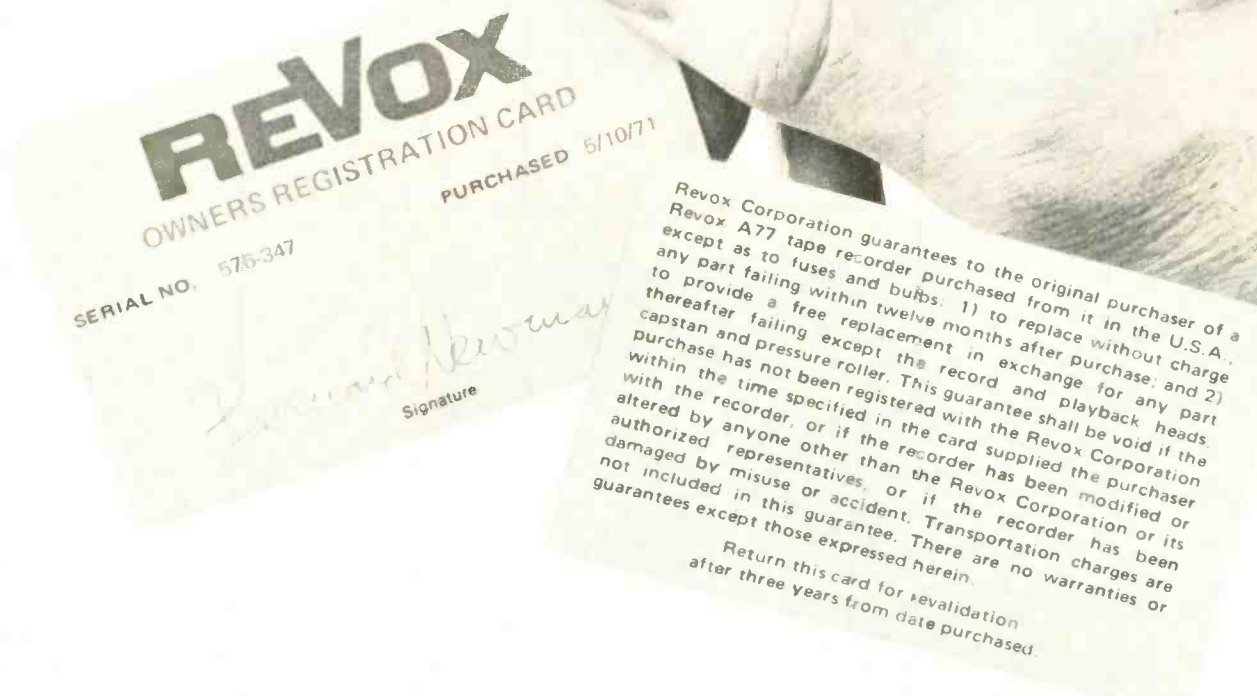 REVOX
OWNERS REGISTRATION CARD
PURCHASED 5/10/71
SERIAL NO. 576-347
Newman
Signature
Revox Corporation guarantees to the original purchaser of a
Revox A77 tape recorder purchased from it in the U.S.A.,
except as to fuses and bulbs: 1) to replace without charge
any part failing within twelve months after purchase; and 2)
to provide a free replacement in exchange for any part
thereafter failing except the record and playback heads,
capstan and pressure roller. This guarantee shall be void if the
purchase has not been registered with the Revox Corporation
within the time specified in the card supplied the purchaser
with the recorder, or if the recorder has been modified or
altered by anyone other than the Revox Corporation or its
authorized representatives, or if the recorder has been
damaged by misuse or accident. Transportation charges are
not included in this guarantee. There are no warranties or
guarantees except those expressed herein.
Return this card for revalidation
after three years from date purchased.